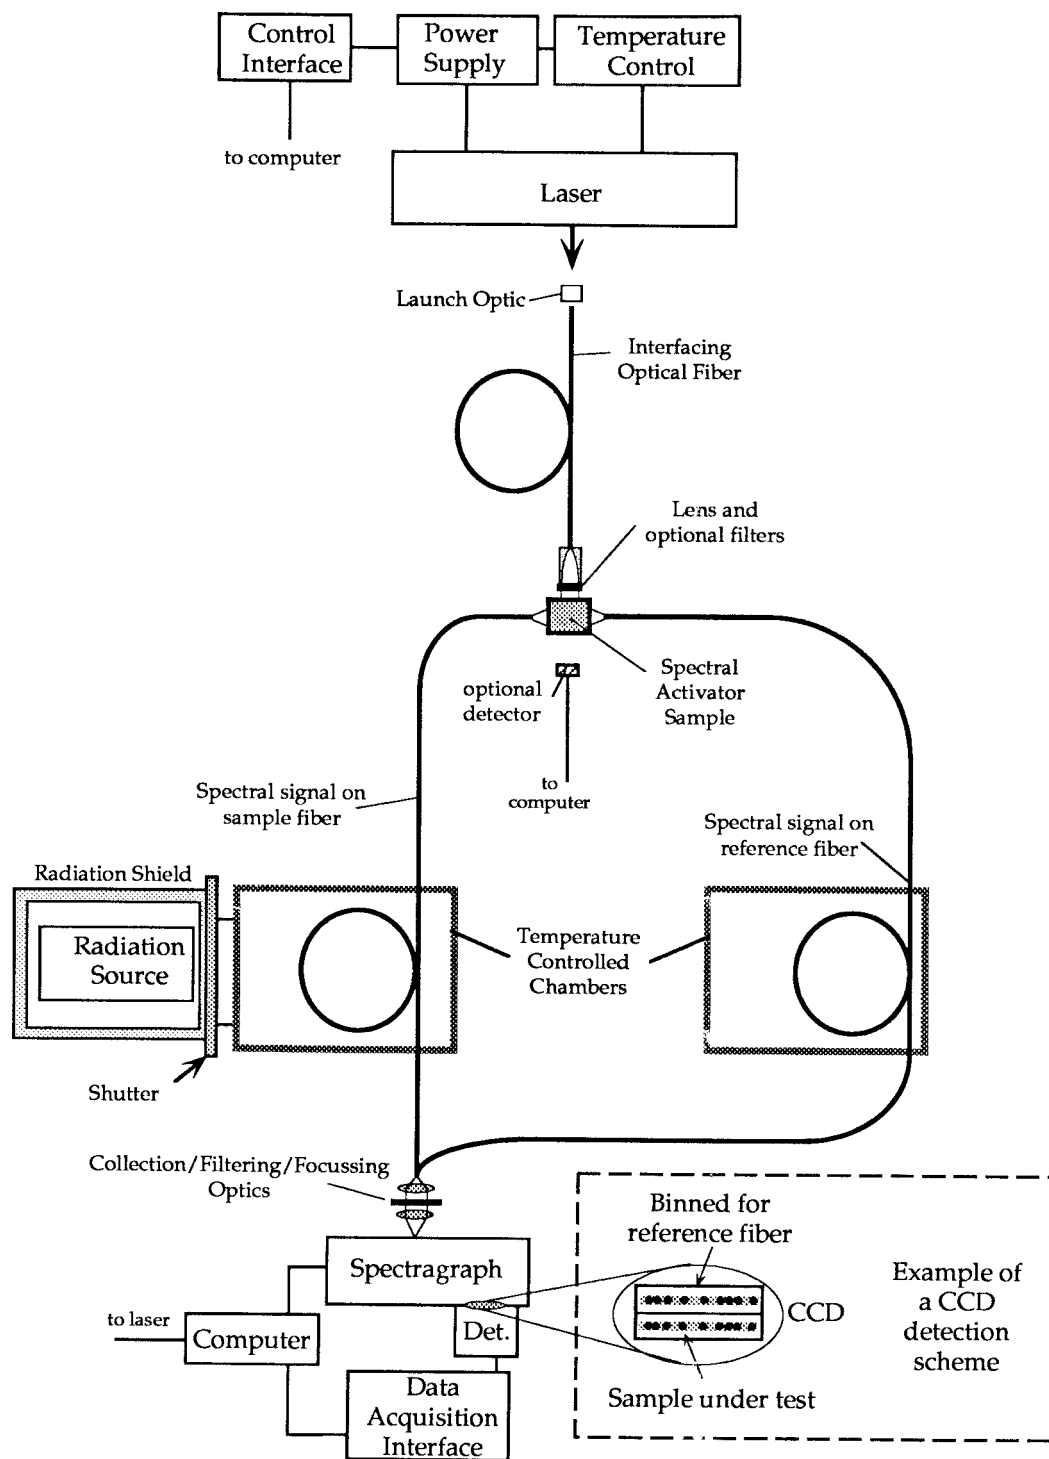 Control
Interface
Power
Supply
Temperature
Control
to computer
Laser
Launch Optic
Interfacing
Optical Fiber
Lens and
optional filters
optional
detector
Spectral
Activator
Sample
to
computer
Spectral signal on
sample fiber
Spectral signal on
reference fiber
Radiation Shield
Radiation
Source
Temperature
Controlled
Chambers
Shutter
Collection/Filtering/Focussing
Optics
Binned for
reference fiber
Spectragraph
Example of
a CCD
detection
scheme
CCD
to laser
Computer
Det.
Sample under test
Data
Acquisition
Interface